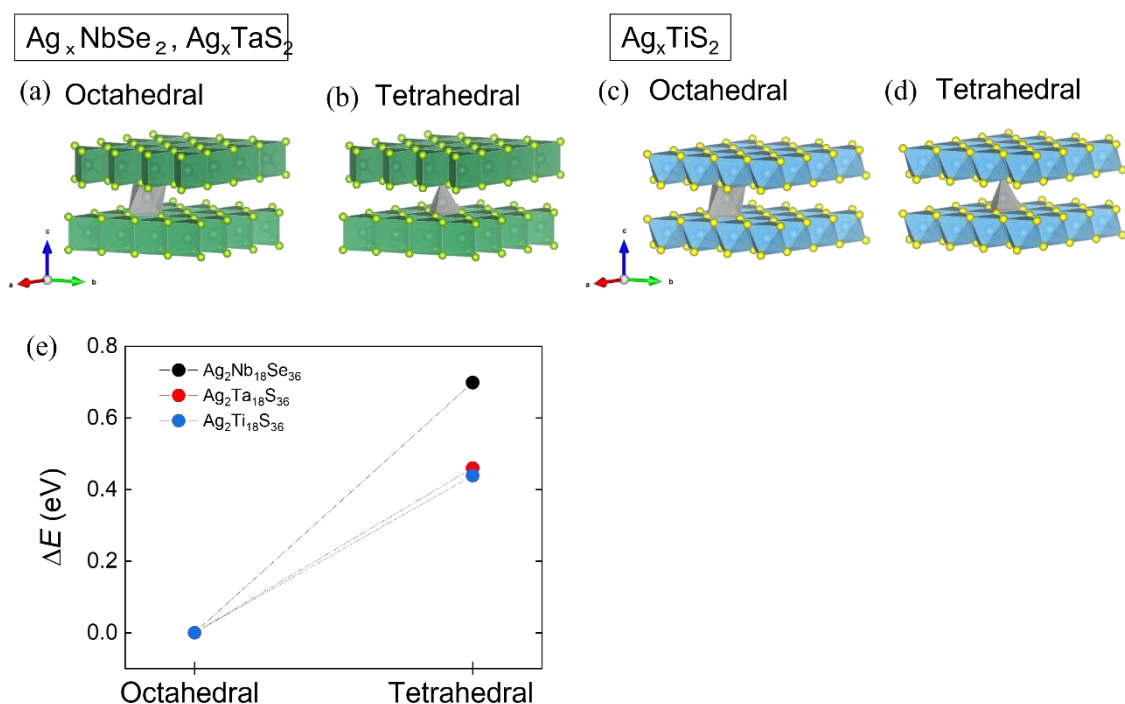 AgₓNbSe₂, AgₓTaS₂
AgₓTiS₂
(a) Octahedral
(b) Tetrahedral
(c) Octahedral
(d) Tetrahedral
c
a
b
c
a
b
(e)
0.8
0.6
0.4
0.2
0.0
ΔE (eV)
Ag₂Nb₁₈Se₃₆
Ag₂Ta₁₈S₃₆
Ag₂Ti₁₈S₃₆
Octahedral
Tetrahedral